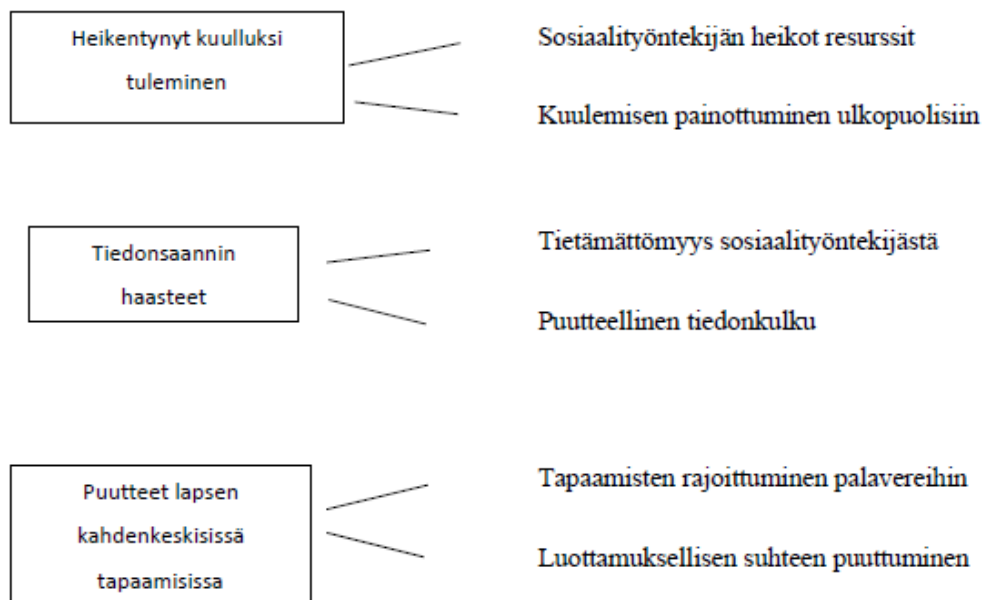 Heikentynyt kuulluksi
tuleminen
Sosiaalityöntekijän heikot resurssit
Kuulemisen painottuminen ulkopuolisiin
Tiedonsaannin
haasteet
Tietämättömyys sosiaalityöntekijästä
Puutteellinen tiedonkulku
Puutteet lapsen
kahdenkeskisissä
tapaamisissa
Tapaamisten rajoittuminen palavereihin
Luottamuksellisen suhteen puuttuminen